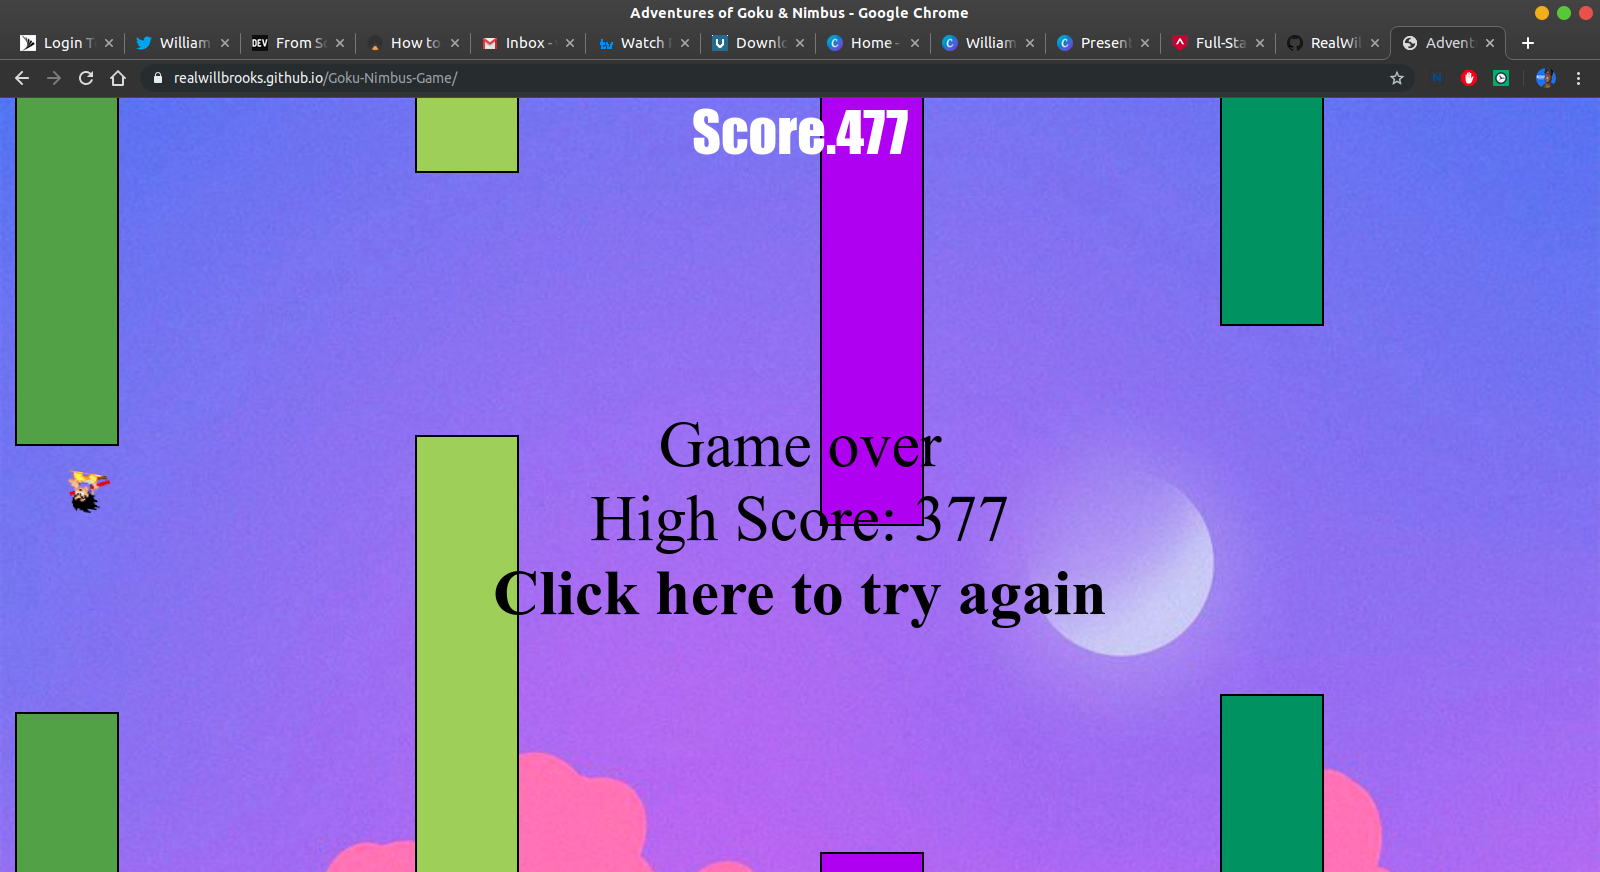 Adventures of Goku & Nimbus - Google Chrome
Login T
William
DEV
From Sc
How to
Inbox -
Watch
Downlo
Home -
William
Present
Full-Sta
RealWil
Advent
realwillbrooks.github.io/Goku-Nimbus-Game/
Score.477
Game over
High Score: 377
Click here to try again